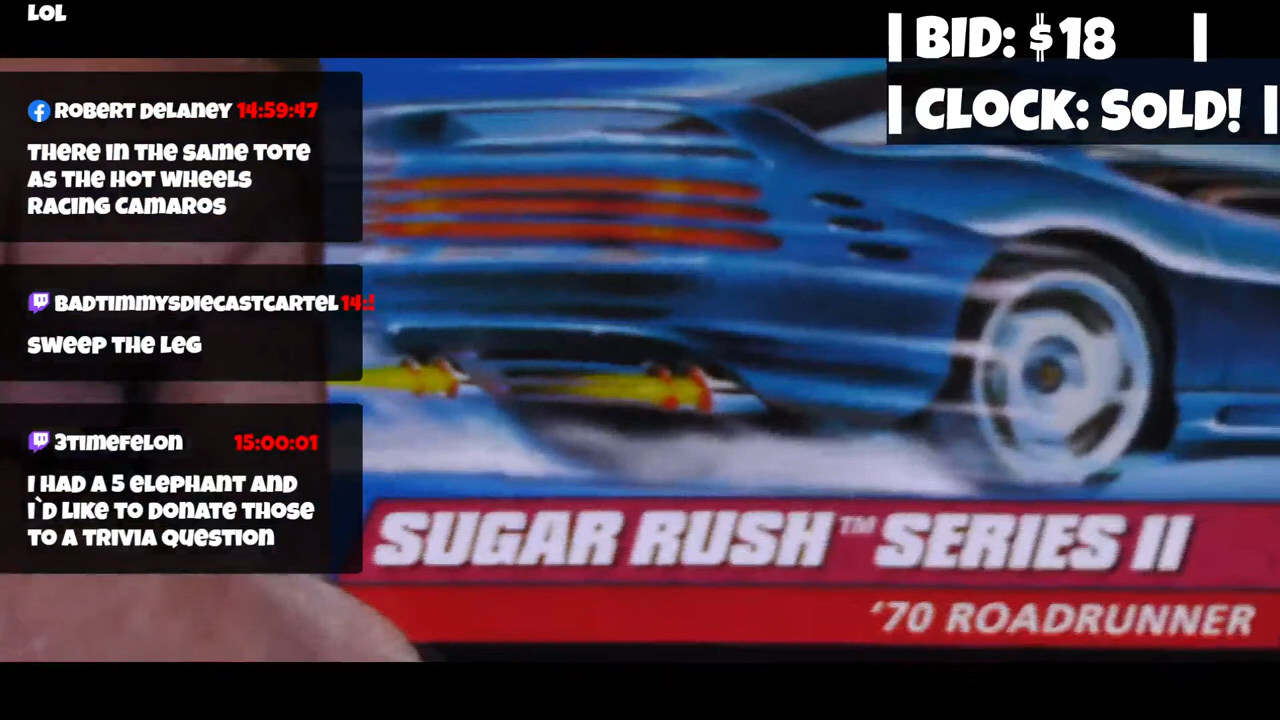 LOL
| BID: $18 |
| CLOCK: SOLD! |
ROBERT DELANEY 14:59:47
THERE IN THE SAME TOTE
AS THE HOT WHEELS
RACING CAMAROS
BADTIMMYSDIECASTCARTEL 14:
SWEEP THE LEG
3TIMEFELON 15:00:01
I HAD A 5 ELEPHANT AND
I`D LIKE TO DONATE THOSE
TO A TRIVIA QUESTION
SUGAR RUSH™ SERIES II
'70 ROADRUNNER